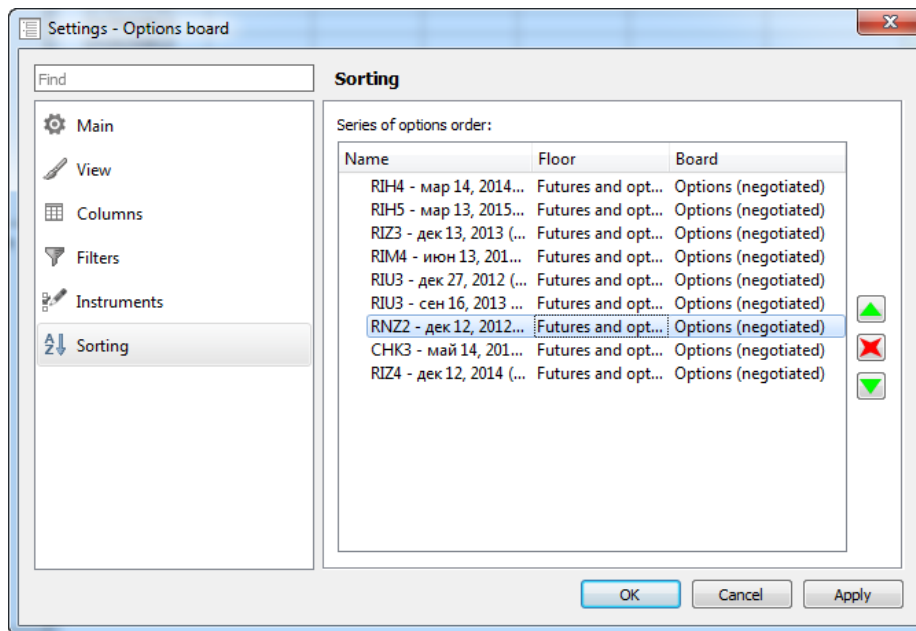 Settings - Options board
Find
Main
View
Columns
Filters
Instruments
Sorting
Sorting
Series of options order:
Name Floor Board
RIH4 - мар 14, 2014... Futures and opt... Options (negotiated)
RIH5 - мар 13, 2015... Futures and opt... Options (negotiated)
RIZ3 - дек 13, 2013 (... Futures and opt... Options (negotiated)
RIM4 - июн 13, 201... Futures and opt... Options (negotiated)
RIU3 - дек 27, 2012 (... Futures and opt... Options (negotiated)
RIU3 - сен 16, 2013 ... Futures and opt... Options (negotiated)
RNZ2 - дек 12, 2012... Futures and opt... Options (negotiated)
CHK3 - май 14, 201... Futures and opt... Options (negotiated)
RIZ4 - дек 12, 2014 (... Futures and opt... Options (negotiated)
OK Cancel Apply